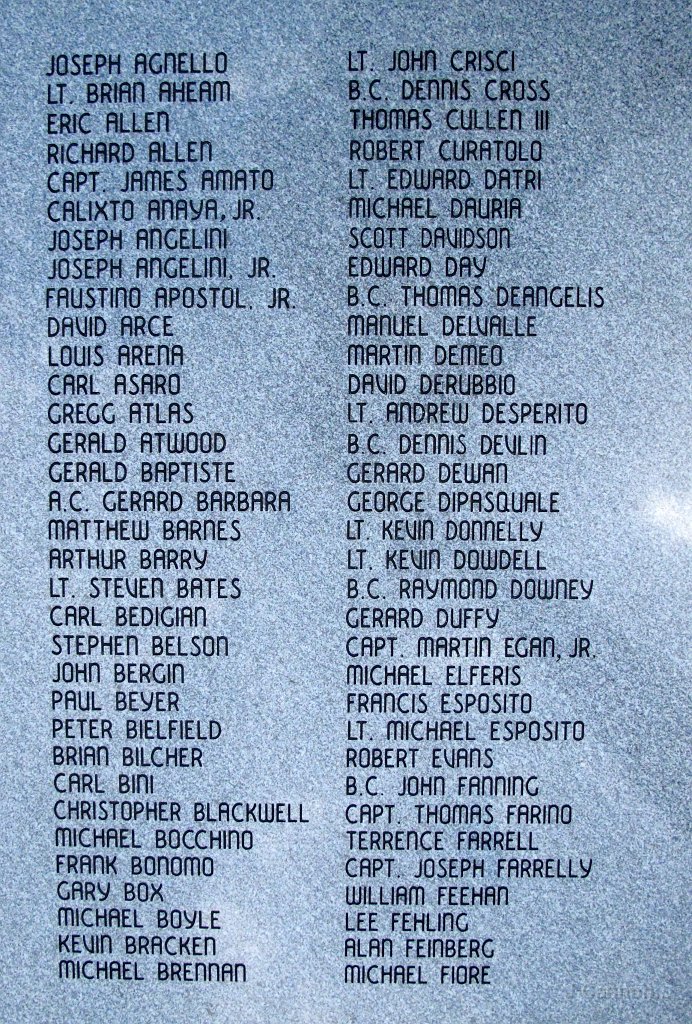 JOSEPH AGNELLO
LT. BRIAN AHEAM
ERIC ALLEN
RICHARD ALLEN
CAPT. JAMES AMATO
CALIXTO ANAYA, JR.
JOSEPH ANGELINI
JOSEPH ANGELINI, JR.
FAUSTINO APOSTOL, JR.
DAVID ARCE
LOUIS ARENA
CARL ASARO
GREGG ATLAS
GERALD ATWOOD
GERALD BAPTISTE
A.C. GERARD BARBARA
MATTHEW BARNES
ARTHUR BARRY
LT. STEVEN BATES
CARL BEDIGIAN
STEPHEN BELSON
JOHN BERGIN
PAUL BEYER
PETER BIELFIELD
BRIAN BILCHER
CARL BINI
CHRISTOPHER BLACKWELL
MICHAEL BOCCHINO
FRANK BONOMO
GARY BOX
MICHAEL BOYLE
KEVIN BRACKEN
MICHAEL BRENNAN
LT. JOHN CRISCI
B.C. DENNIS CROSS
THOMAS CULLEN III
ROBERT CURATOLO
LT. EDWARD DATRI
MICHAEL DAURIA
SCOTT DAVIDSON
EDWARD DAY
B.C. THOMAS DEANGELIS
MANUEL DELVALLE
MARTIN DEMEO
DAVID DERUBBIO
LT. ANDREW DESPERITO
B.C. DENNIS DEVLIN
GERARD DEWAN
GEORGE DIPASQUALE
LT. KEVIN DONNELLY
LT. KEVIN DOWDELL
B.C. RAYMOND DOWNEY
GERARD DUFFY
CAPT. MARTIN EGAN, JR.
MICHAEL ELFERIS
FRANCIS ESPOSITO
LT. MICHAEL ESPOSITO
ROBERT EVANS
B.C. JOHN FANNING
CAPT. THOMAS FARINO
TERRENCE FARRELL
CAPT. JOSEPH FARRELLY
WILLIAM FEEHAN
LEE FEHLING
ALAN FEINBERG
MICHAEL FIORE